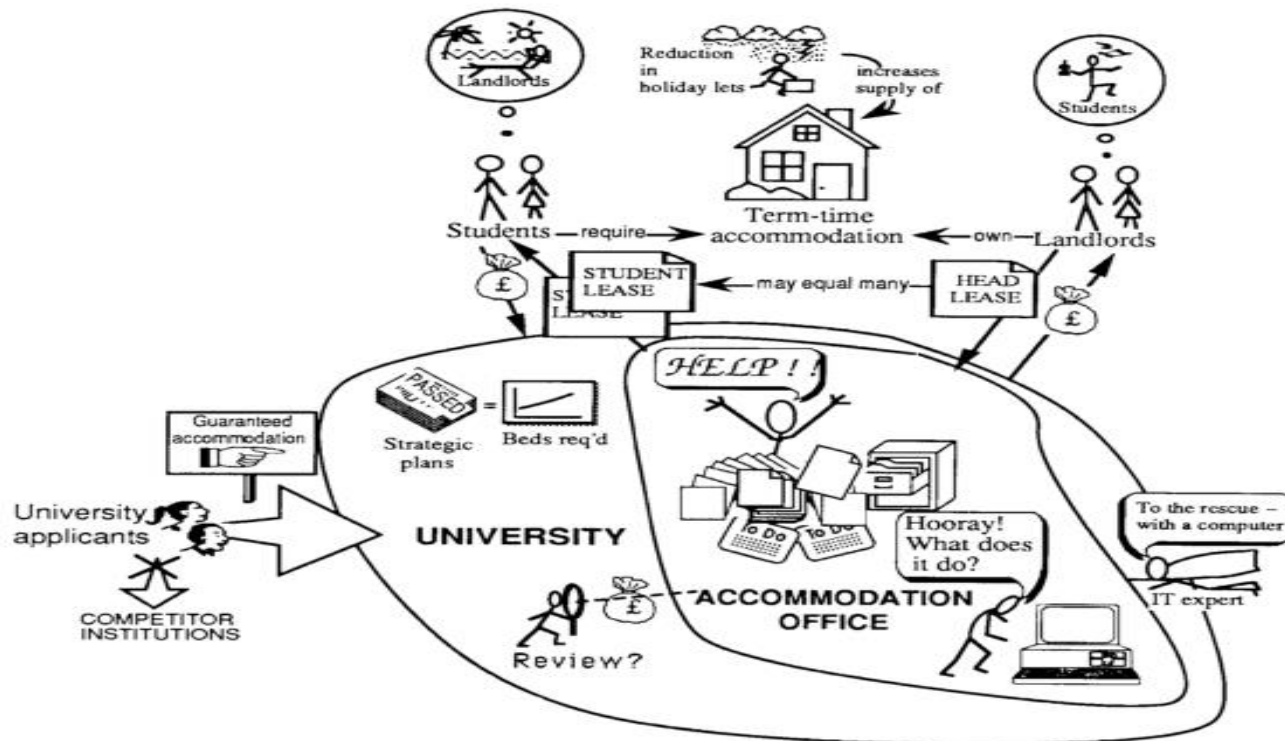 Landlords
Reduction
in
holiday lets
increases
supply of
Students
Students
require
Term-time
accommodation
own
Landlords
£
STUDENT
LEASE
LEASE
may equal many
HEAD
LEASE
£
HELP ! !
PASSED
=
Strategic
plans
Beds req'd
Guaranteed
accommodation
University
applicants
COMPETITOR
INSTITUTIONS
UNIVERSITY
To Do
To Do
Hooray!
What does
it do?
To the rescue –
with a computer
IT expert
£
ACCOMMODATION
OFFICE
Review?